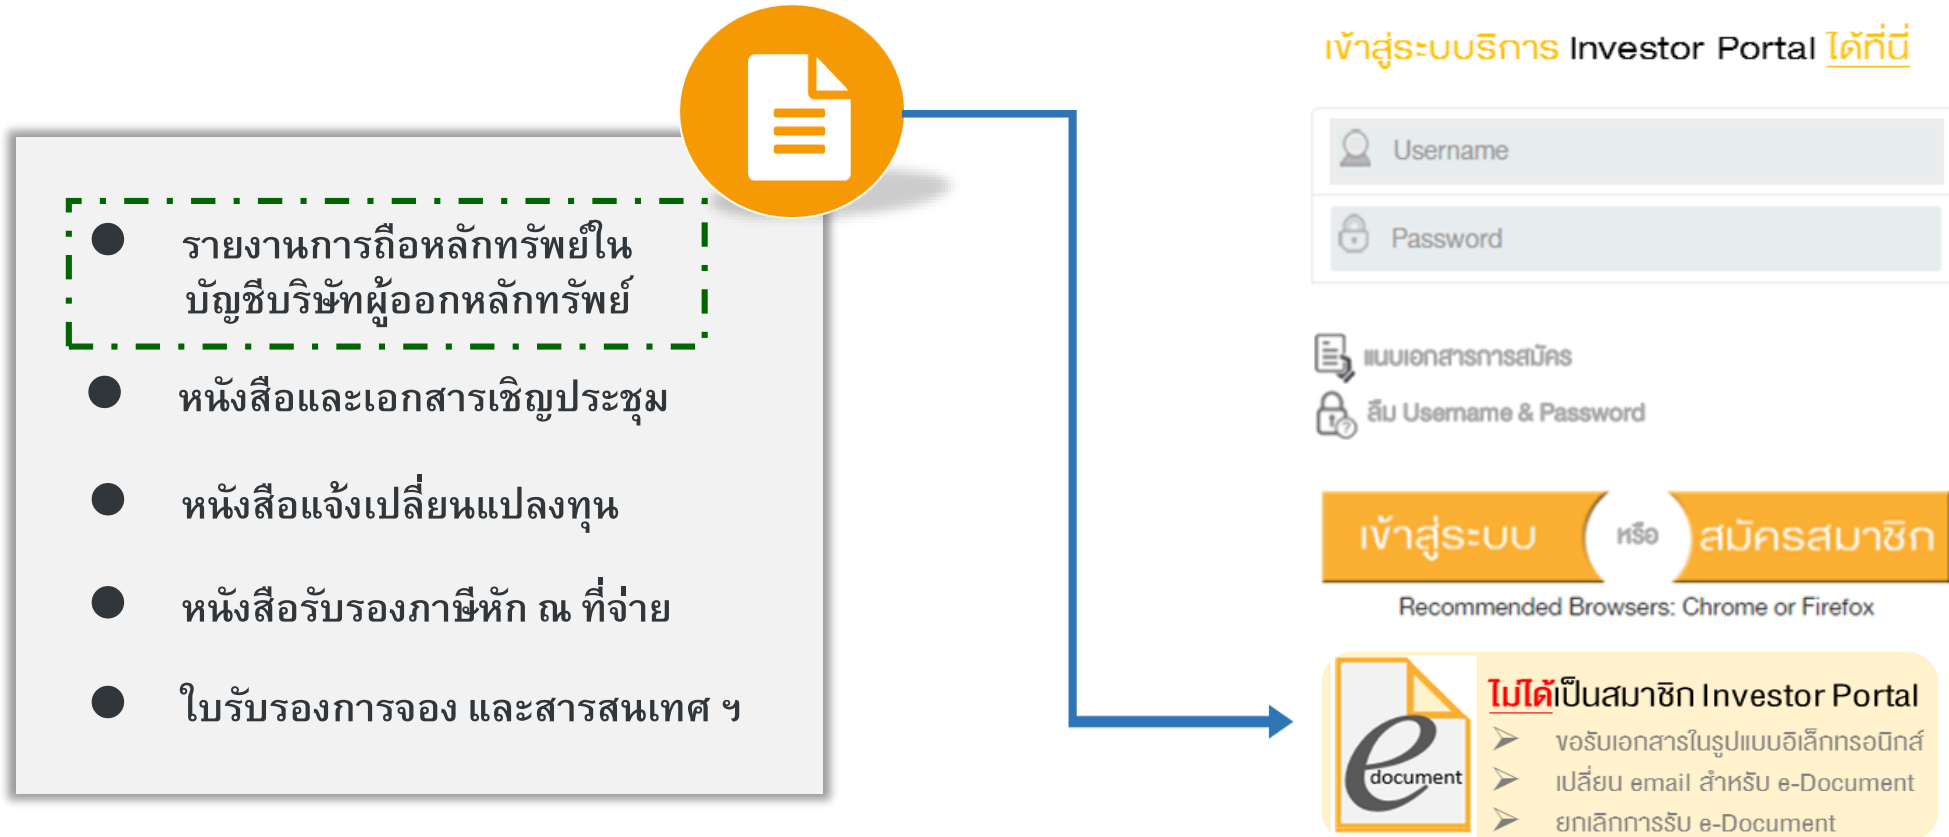 รายงานการถือหลักทรัพย์ใน
บัญชีบริษัทผู้ออกหลักทรัพย์
หนังสือและเอกสารเชิญประชุม
หนังสือแจ้งเปลี่ยนแปลงทุน
หนังสือรับรองภาษีหัก ณ ที่จ่าย
ใบรับรองการจอง และสารสนเทศ ฯ
เข้าสู่ระบบริการ Investor Portal ได้ที่นี่
Username
Password
แนบเอกสารการสมัคร
ลืม Username & Password
เข้าสู่ระบบ หรือ สมัครสมาชิก
Recommended Browsers: Chrome or Firefox
e document
ไม่ได้เป็นสมาชิก Investor Portal
ขอรับเอกสารในรูปแบบอิเล็กทรอนิกส์
เปลี่ยน email สำหรับ e-Document
ยกเลิกการรับ e-Document